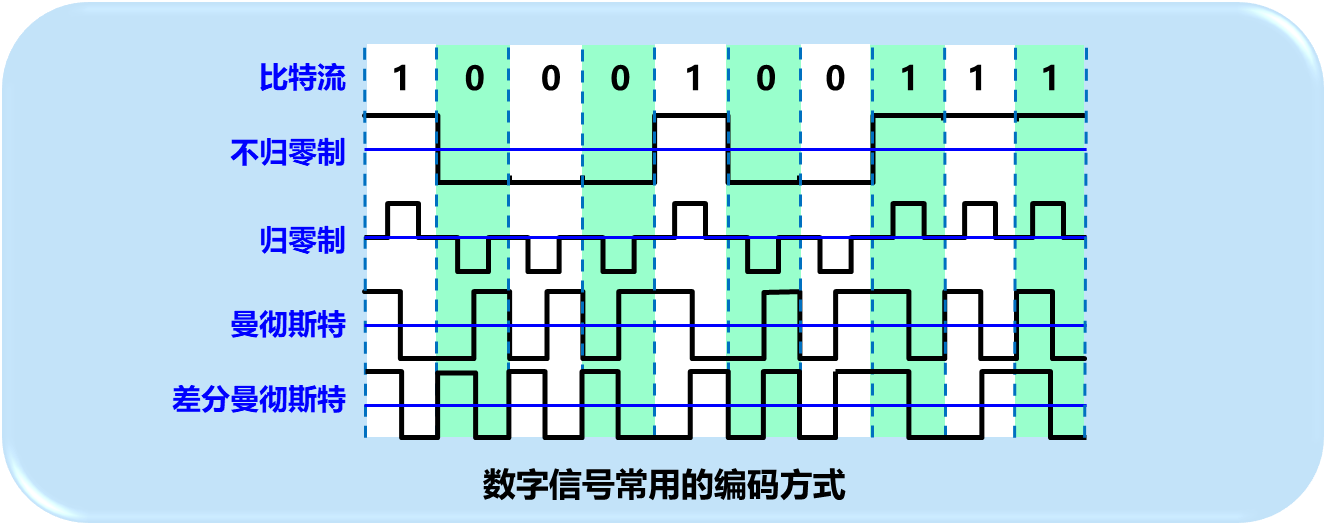 比特流 1 0 0 0 1 0 0 1 1 1
不归零制
归零制
曼彻斯特
差分曼彻斯特
数字信号常用的编码方式